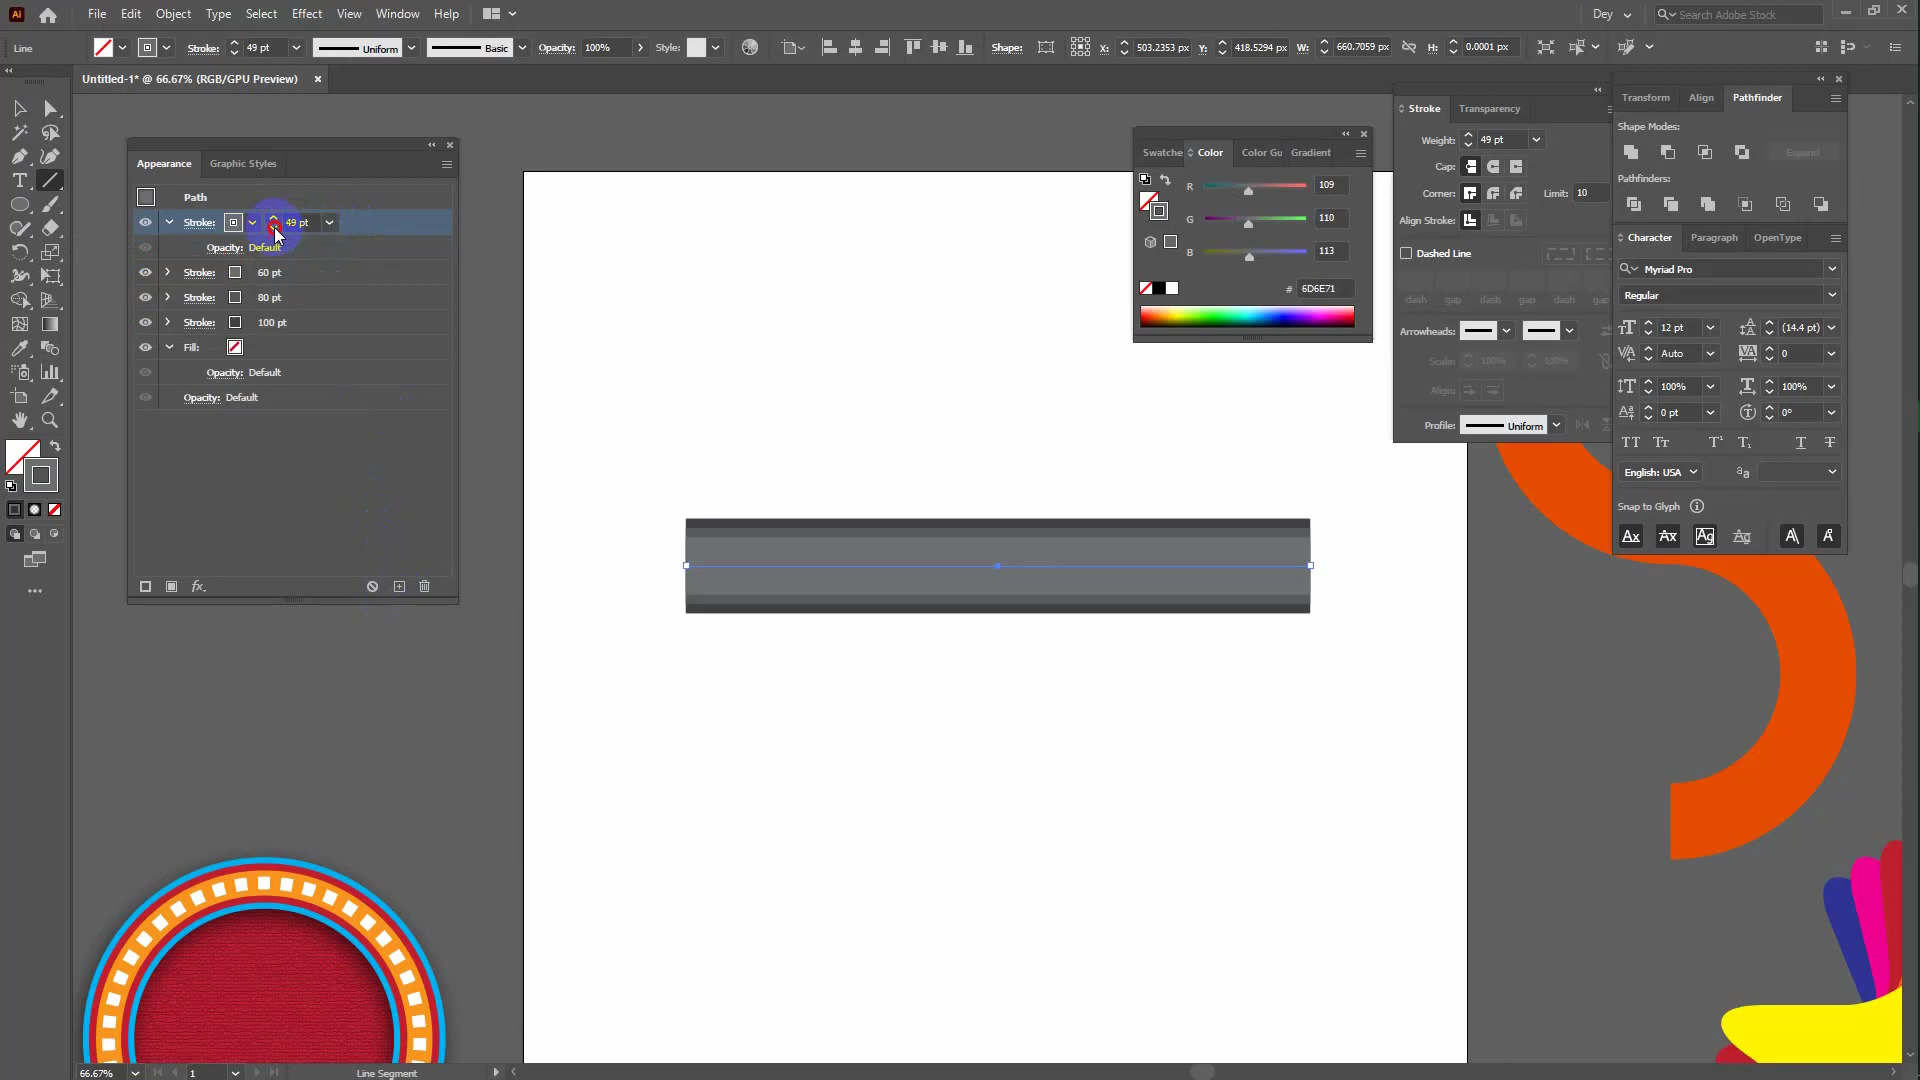 Ai File Edit Object Type Select Effect View Window Help Dey Search Adobe Stock
Line Stroke: 49 pt Uniform Basic Opacity: 100% Style: Shape: X: 503.2353 px Y: 418.5294 px W: 660.7059 px H: 0.0001 px
Untitled-1* @ 66.67% (RGB/GPU Preview)
Appearance Graphic Styles
Path
Stroke: 49 pt
Opacity: Default
Stroke: 60 pt
Stroke: 80 pt
Stroke: 100 pt
Fill:
Opacity: Default
Opacity: Default
fx
Swatche Color Color Gu Gradient
R 109
G 110
B 113
# 6D6E71
Stroke Transparency
Weight: 49 pt
Cap:
Corner: Limit: 10
Align Stroke:
Dashed Line
dash gap dash gap dash gap
Arrowheads:
Scale: 100% 100%
Align:
Profile: Uniform
Transform Align Pathfinder
Shape Modes:
Expand
Pathfinders:
Character Paragraph OpenType
Myriad Pro
Regular
12 pt (14.4 pt)
Auto 0
100% 100%
0 pt 0°
English: USA
Snap to Glyph
66.67% 1 Line Segment